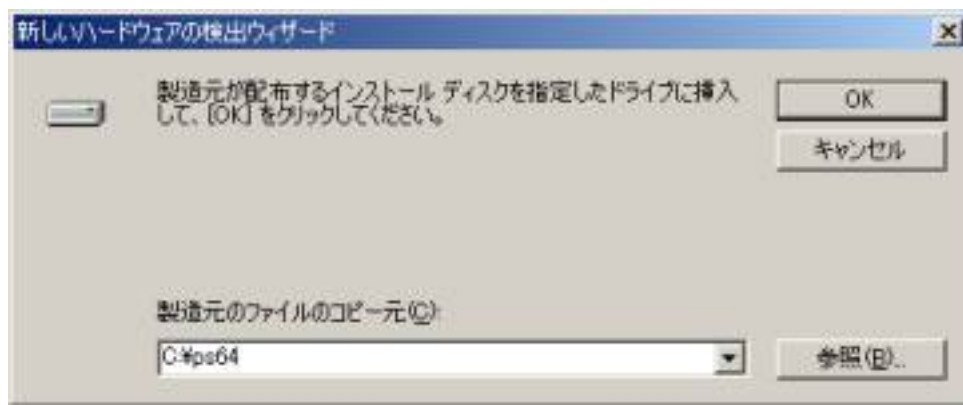 新しいハードウェアの検出ウィザード
製造元が配布するインストール ディスクを指定したドライブに挿入
して、[OK] をクリックしてください。
OK
キャンセル
製造元のファイルのコピー元(C):
C:¥ps64
参照(B)...